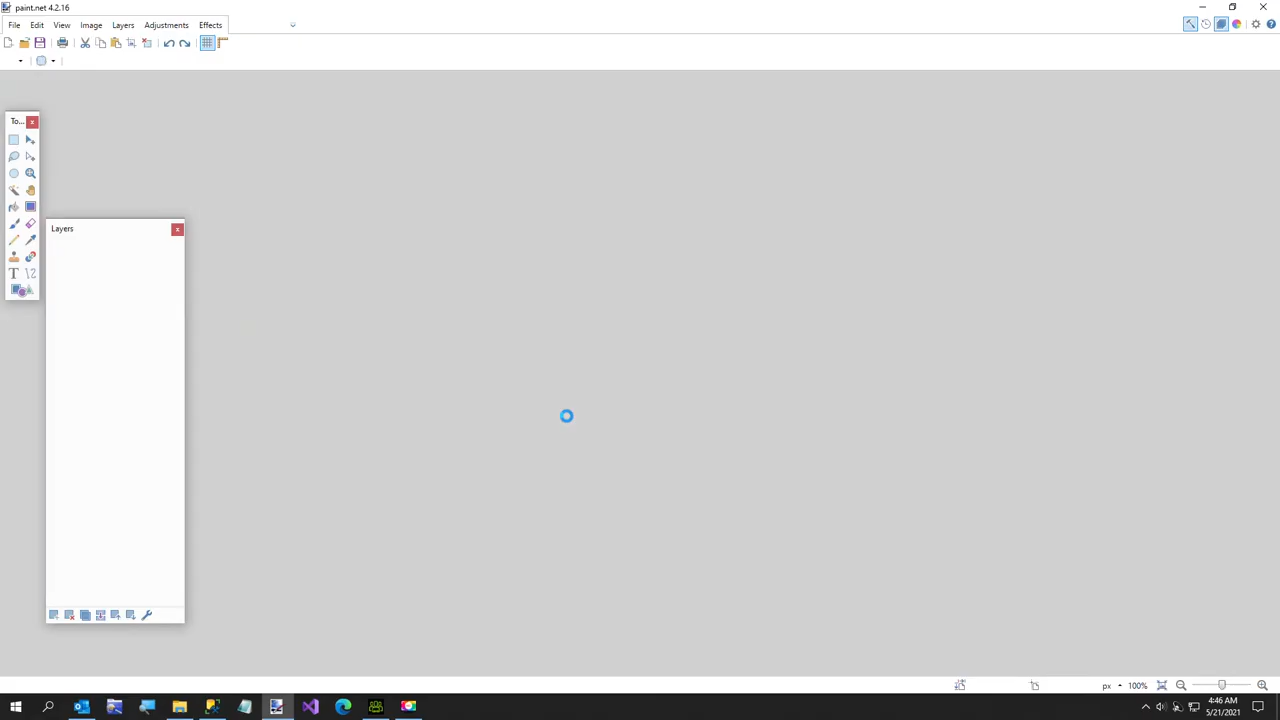 paint.net 4.2.16
File Edit View Image Layers Adjustments Effects
To...
Layers
px 100%
4:46 AM
5/21/2021